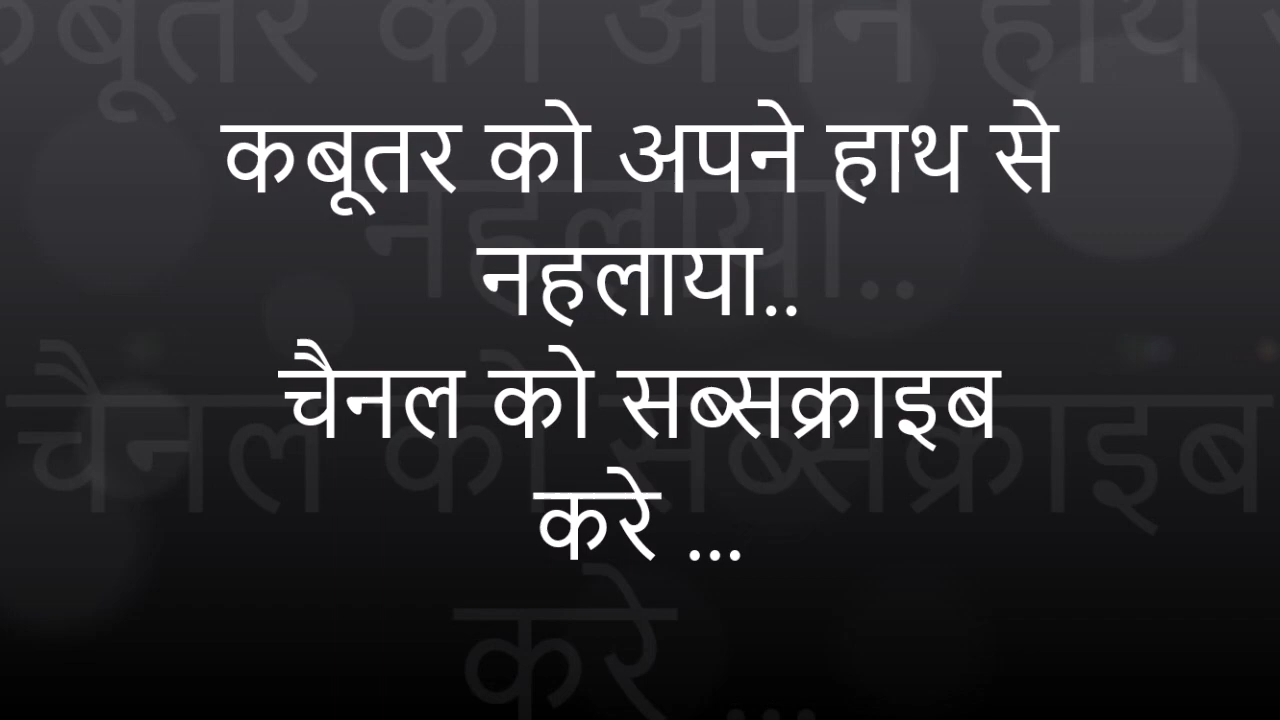 कबूतर को अपने हाथ से
नहलाया..
चैनल को सब्सक्राइब
करे ...